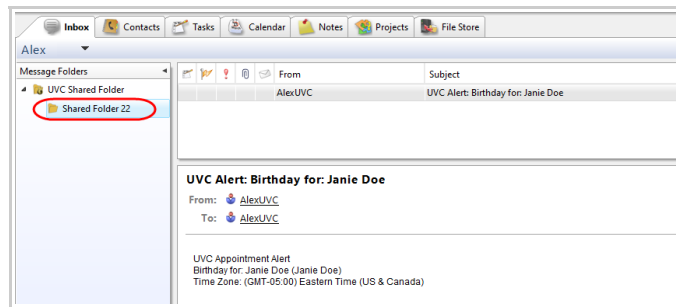 Inbox Contacts Tasks Calendar Notes Projects File Store
Alex
Message Folders
UVC Shared Folder
Shared Folder 22
From Subject
AlexUVC UVC Alert: Birthday for: Janie Doe
UVC Alert: Birthday for: Janie Doe
From: AlexUVC
To: AlexUVC
UVC Appointment Alert
Birthday for: Janie Doe (Janie Doe)
Time Zone: (GMT-05:00) Eastern Time (US & Canada)